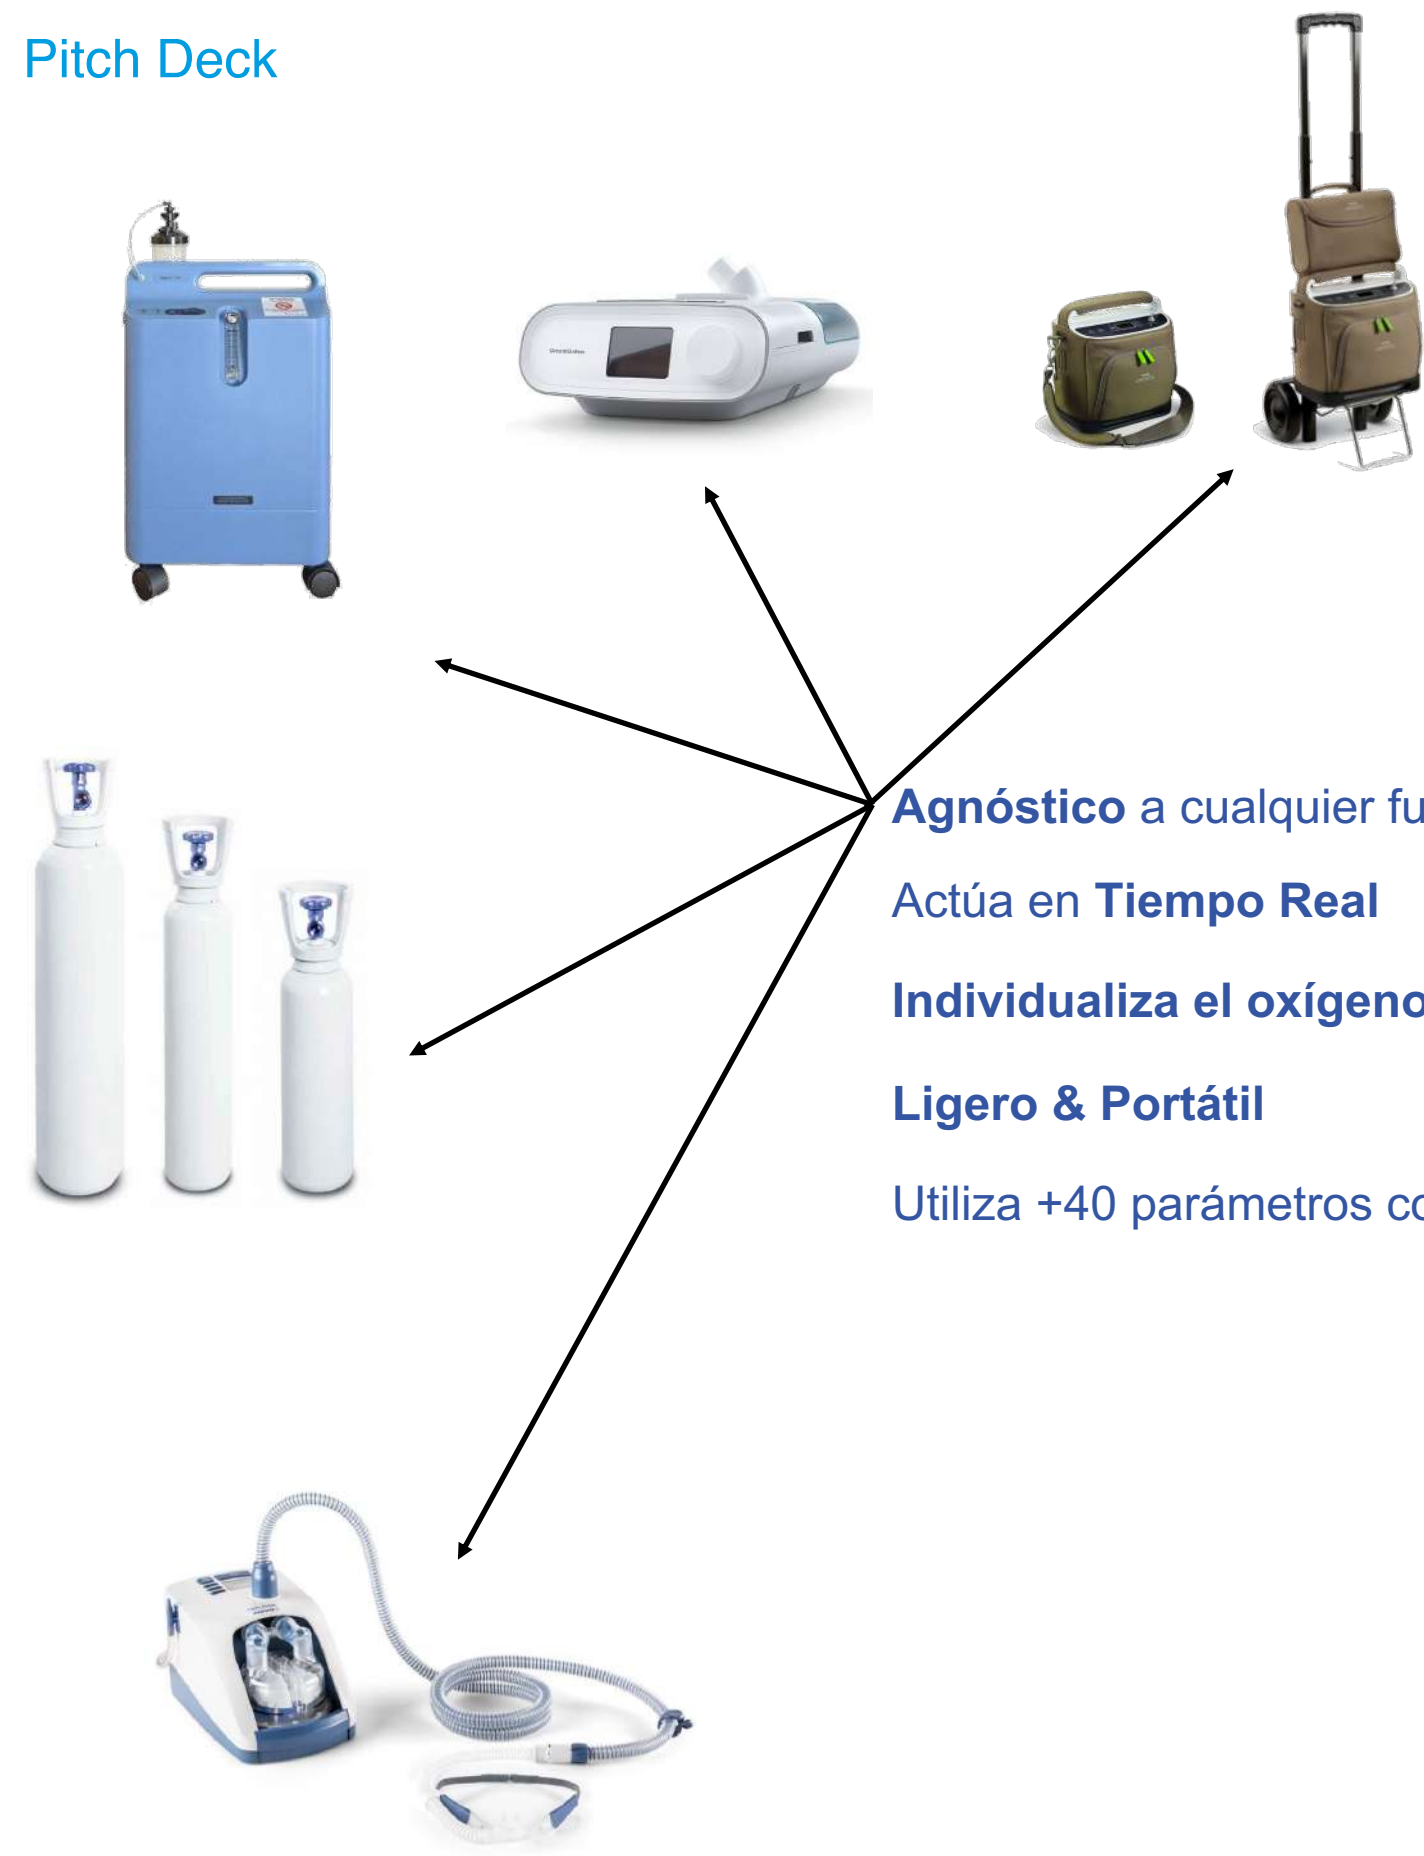 Pitch Deck
Agnóstico a cualquier fu
Actúa en Tiempo Real
Individualiza el oxígeno
Ligero & Portátil
Utiliza +40 parámetros co